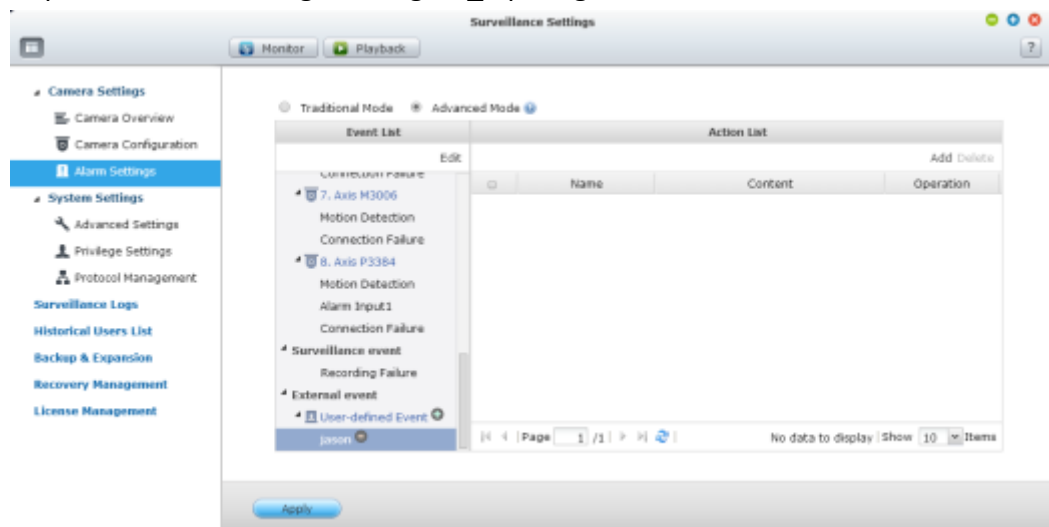 Surveillance Settings
Monitor Playback ?
Camera Settings
Camera Overview
Camera Configuration
Alarm Settings
System Settings
Advanced Settings
Privilege Settings
Protocol Management
Surveillance Logs
Historical Users List
Backup & Expansion
Recovery Management
License Management
Traditional Mode Advanced Mode
Event List
Edit
Connection Failure
7. Axis M3006
Motion Detection
Connection Failure
8. Axis P3384
Motion Detection
Alarm Input1
Connection Failure
Surveillance event
Recording Failure
External event
User-defined Event
jason
Action List
Add Delete
Name Content Operation
Page 1 /1 No data to display Show 10 Items
Apply